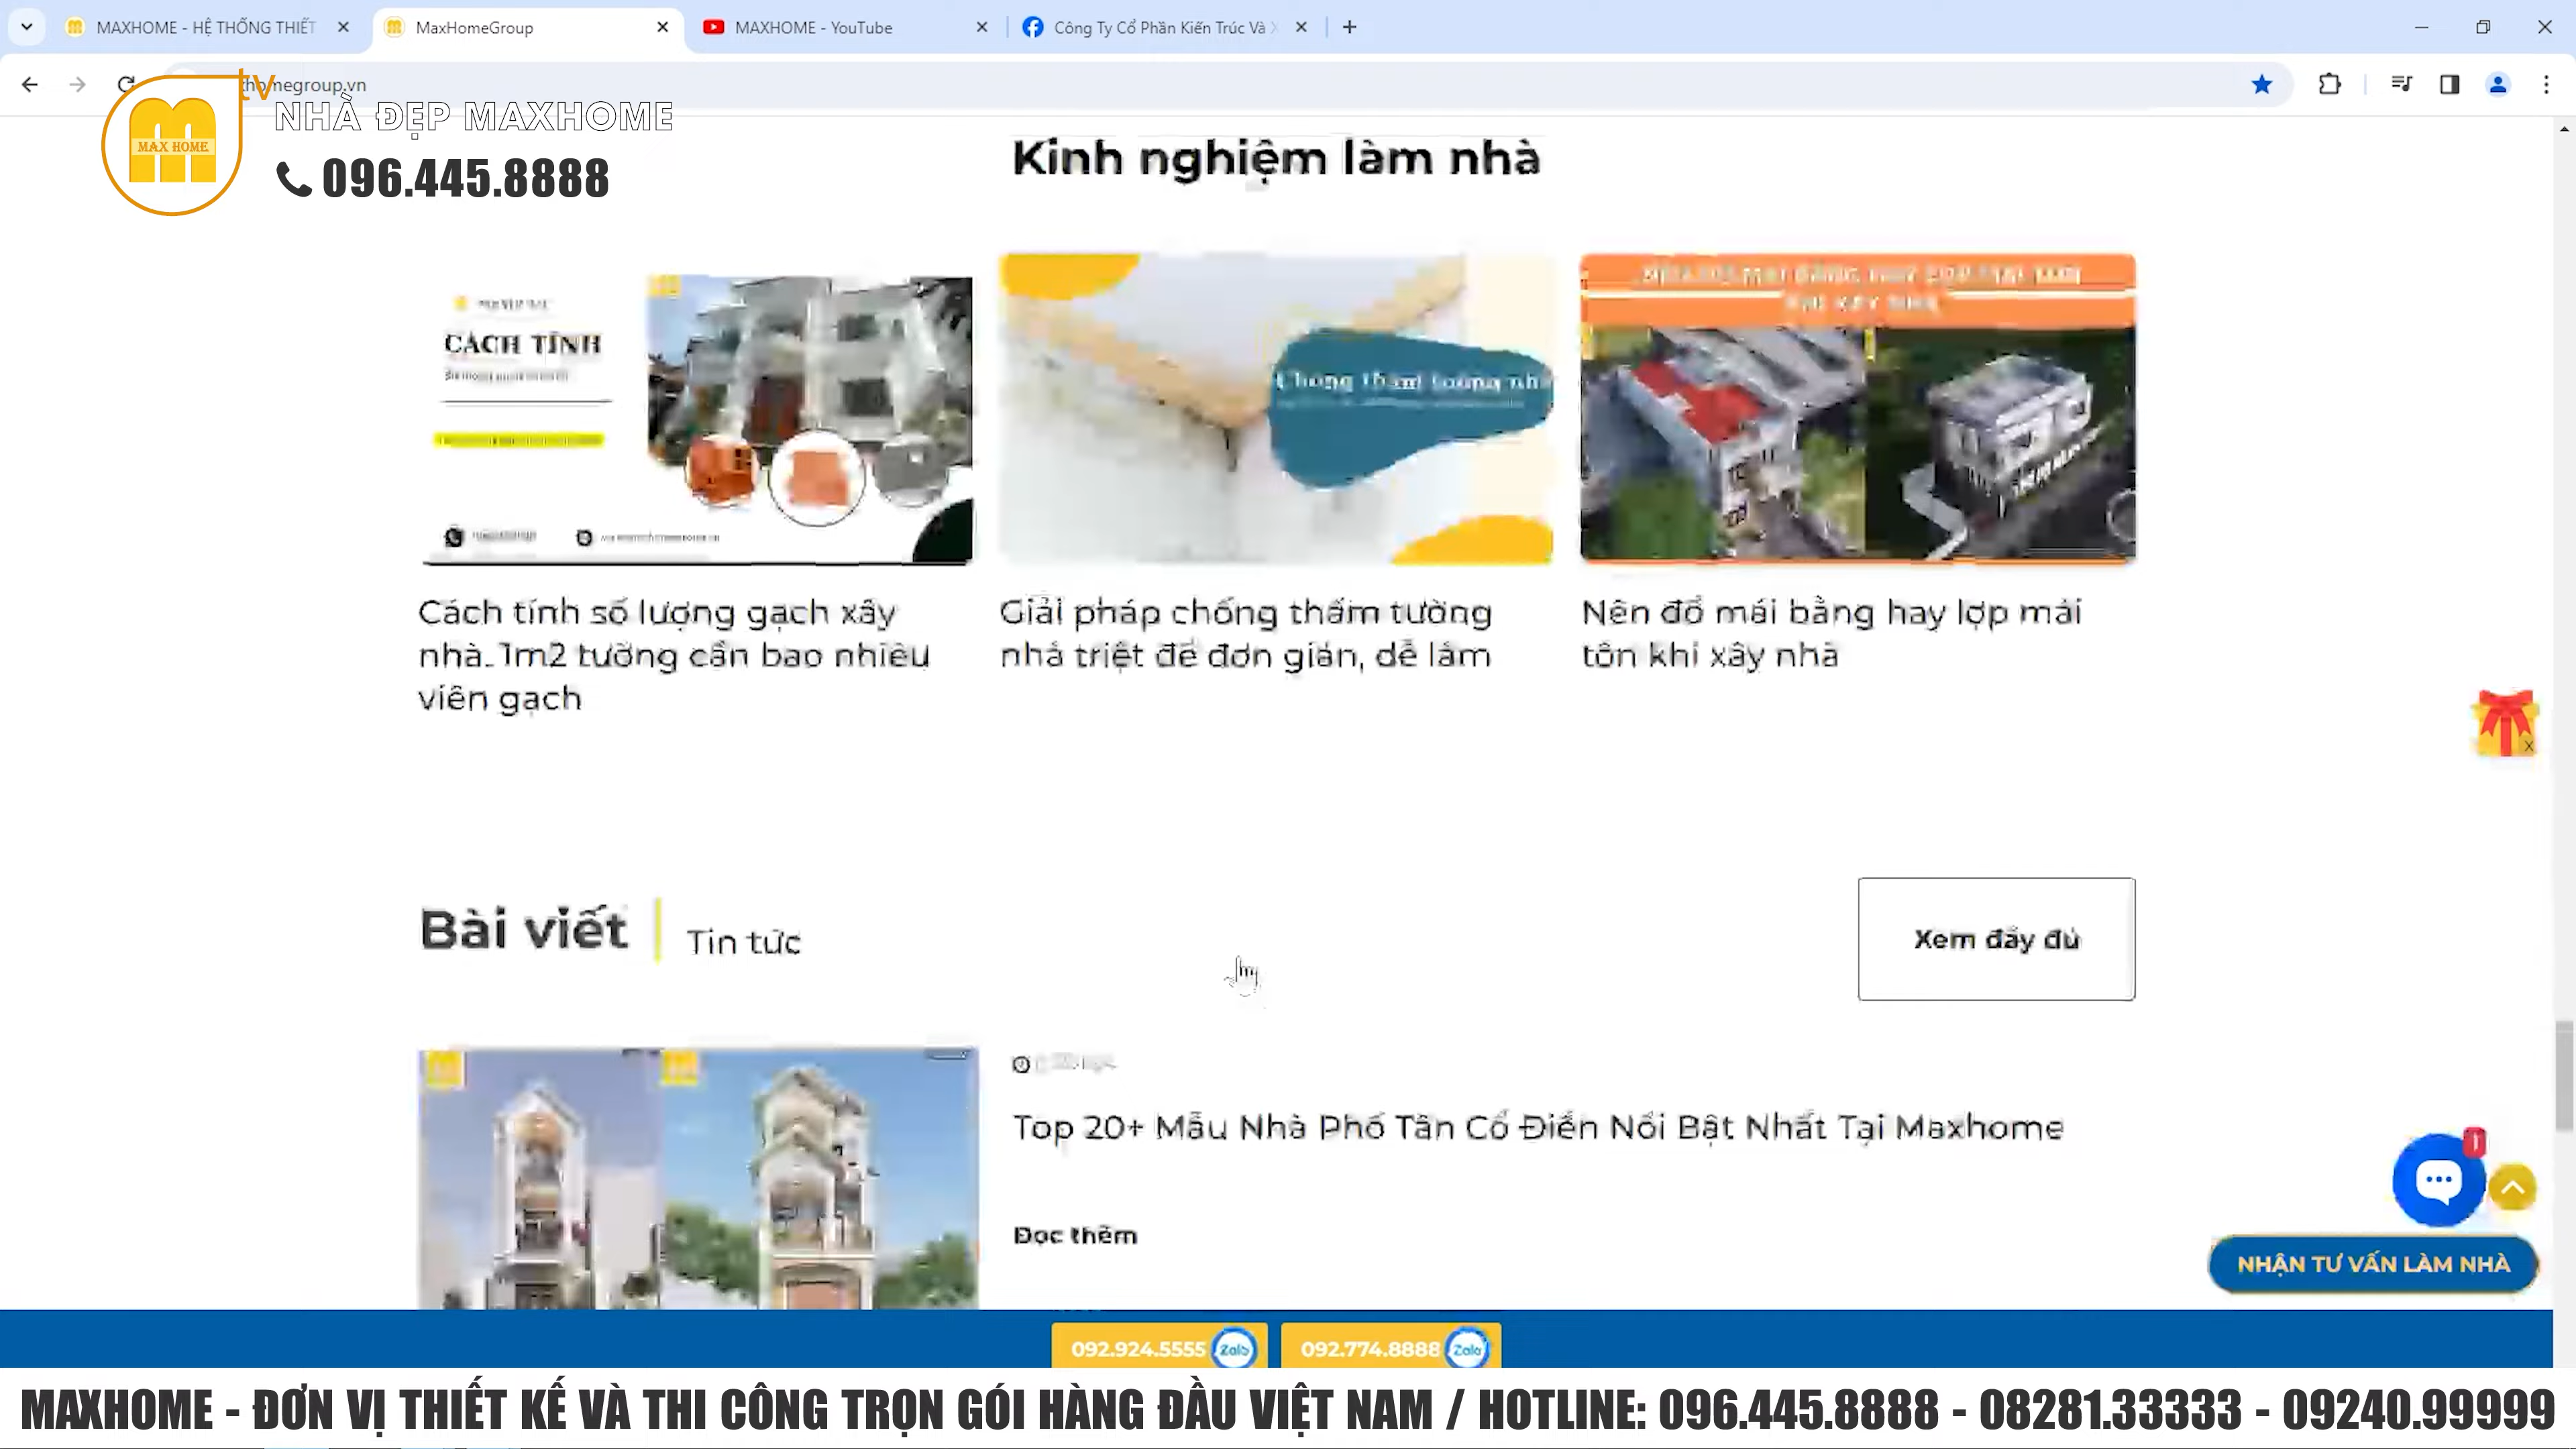 MAXHOME - HỆ THỐNG THIẾT
MaxHomeGroup
MAXHOME - YouTube
Công Ty Cổ Phần Kiến Trúc Và X
homegroup.vn
tv
MAX HOME
NHÀ ĐẸP MAXHOME
096.445.8888
Kinh nghiệm làm nhà
CÁCH TÍNH
Chống thấm tường nhà
Cách tính số lượng gạch xây
nhà. 1m2 tường cần bao nhiêu
viên gạch
Giải pháp chống thấm tường
nhà triệt để đơn giản, dễ làm
Nên đổ mái bằng hay lợp mái
tôn khi xây nhà
Bài viết
Tin tức
Xem đầy đủ
Top 20+ Mẫu Nhà Phố Tân Cổ Điển Nổi Bật Nhất Tại Maxhome
Đọc thêm
1
NHẬN TƯ VẤN LÀM NHÀ
092.924.5555 Zalo
092.774.8888 Zalo
MAXHOME - ĐƠN VỊ THIẾT KẾ VÀ THI CÔNG TRỌN GÓI HÀNG ĐẦU VIỆT NAM / HOTLINE: 096.445.8888 - 08281.33333 - 09240.99999